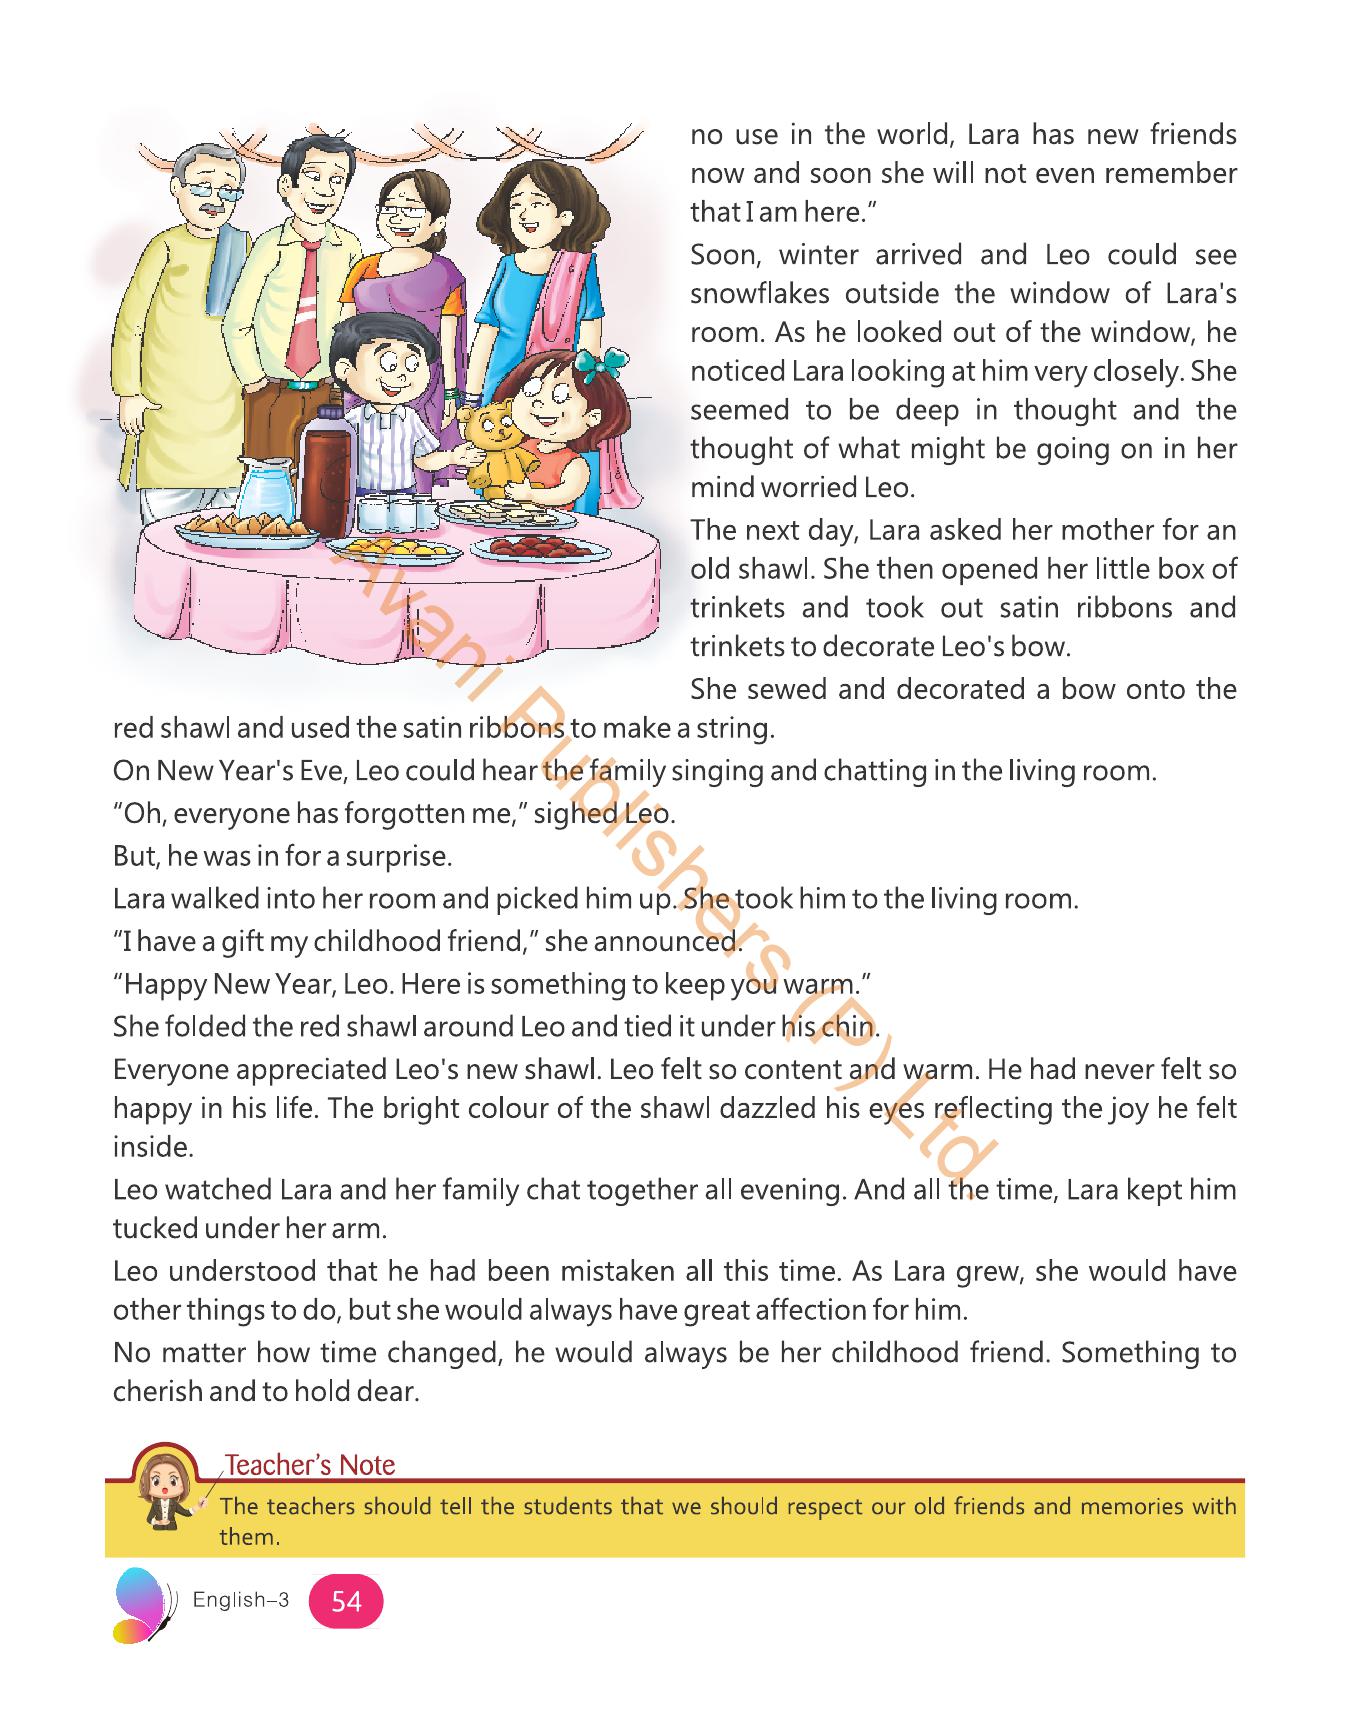 no use in the world, Lara has new friends
now and soon she will not even remember
that I am here.”
Soon, winter arrived and Leo could see
snowflakes outside the window of Lara's
room. As he looked out of the window, he
noticed Lara looking at him very closely. She
seemed to be deep in thought and the
thought of what might be going on in her
mind worried Leo.
The next day, Lara asked her mother for an
old shawl. She then opened her little box of
trinkets and took out satin ribbons and
trinkets to decorate Leo's bow.
She sewed and decorated a bow onto the
red shawl and used the satin ribbons to make a string.
On New Year's Eve, Leo could hear the family singing and chatting in the living room.
“Oh, everyone has forgotten me,” sighed Leo.
But, he was in for a surprise.
Lara walked into her room and picked him up. She took him to the living room.
“I have a gift my childhood friend,” she announced.
“Happy New Year, Leo. Here is something to keep you warm.”
She folded the red shawl around Leo and tied it under his chin.
Everyone appreciated Leo's new shawl. Leo felt so content and warm. He had never felt so
happy in his life. The bright colour of the shawl dazzled his eyes reflecting the joy he felt
inside.
Leo watched Lara and her family chat together all evening. And all the time, Lara kept him
tucked under her arm.
Leo understood that he had been mistaken all this time. As Lara grew, she would have
other things to do, but she would always have great affection for him.
No matter how time changed, he would always be her childhood friend. Something to
cherish and to hold dear.
Avani Publishers (P) Ltd.
Teacher's Note
The teachers should tell the students that we should respect our old friends and memories with
them.
English–3
54